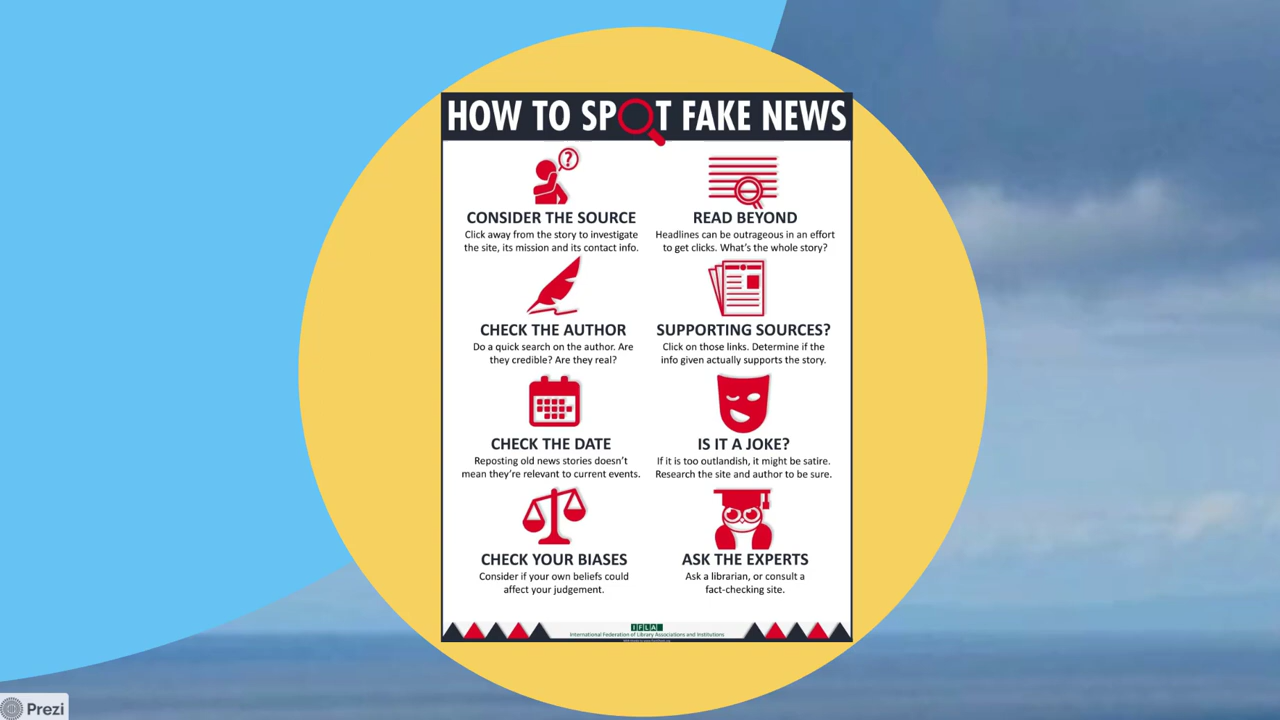 HOW TO SPOT FAKE NEWS
?
CONSIDER THE SOURCE
Click away from the story to investigate
the site, its mission and its contact info.
READ BEYOND
Headlines can be outrageous in an effort
to get clicks. What's the whole story?
CHECK THE AUTHOR
Do a quick search on the author. Are
they credible? Are they real?
SUPPORTING SOURCES?
Click on those links. Determine if the
info given actually supports the story.
CHECK THE DATE
Reposting old news stories doesn't
mean they're relevant to current events.
IS IT A JOKE?
If it is too outlandish, it might be satire.
Research the site and author to be sure.
CHECK YOUR BIASES
Consider if your own beliefs could
affect your judgement.
ASK THE EXPERTS
Ask a librarian, or consult a
fact-checking site.
IFLA
International Federation of Library Associations and Institutions
Prezi